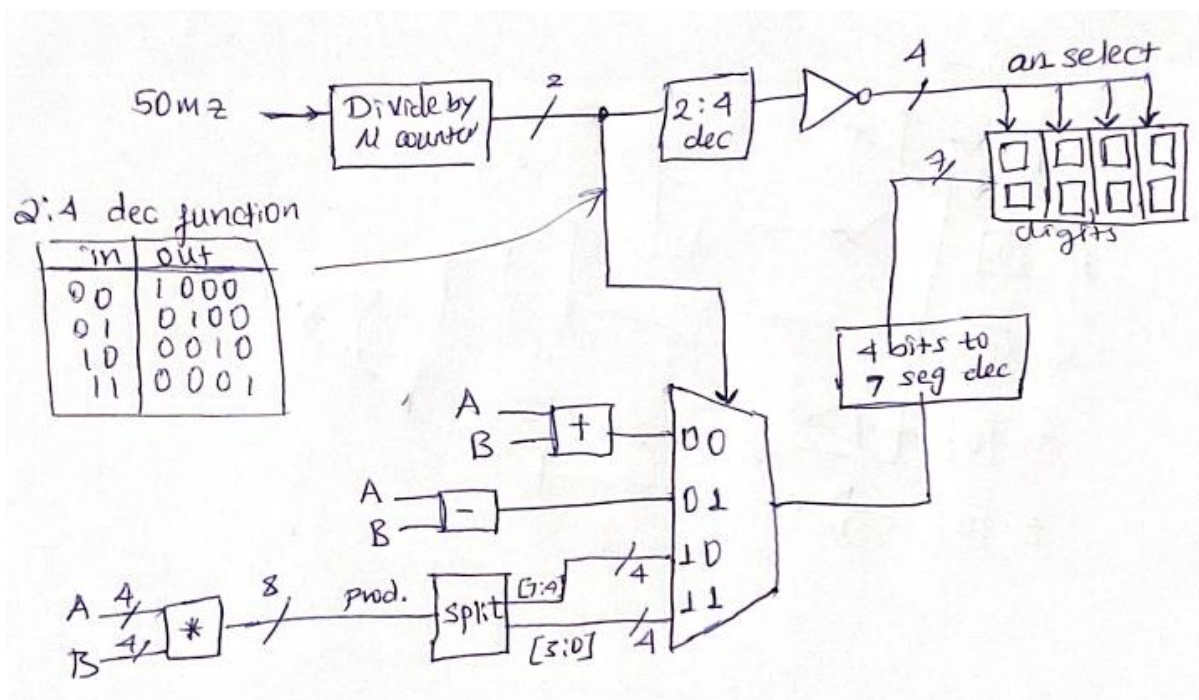 50mz
Divide by
N counter
2
2:4
dec
4
an select
7
digits
2:4 dec function
in out
00 1000
01 0100
10 0010
11 0001
4 bits to
7 seg dec
A
B
+
00
A
B
-
01
10
4
11
4
A 4
B 4
*
8
prod.
split
[7:4]
[3:0]